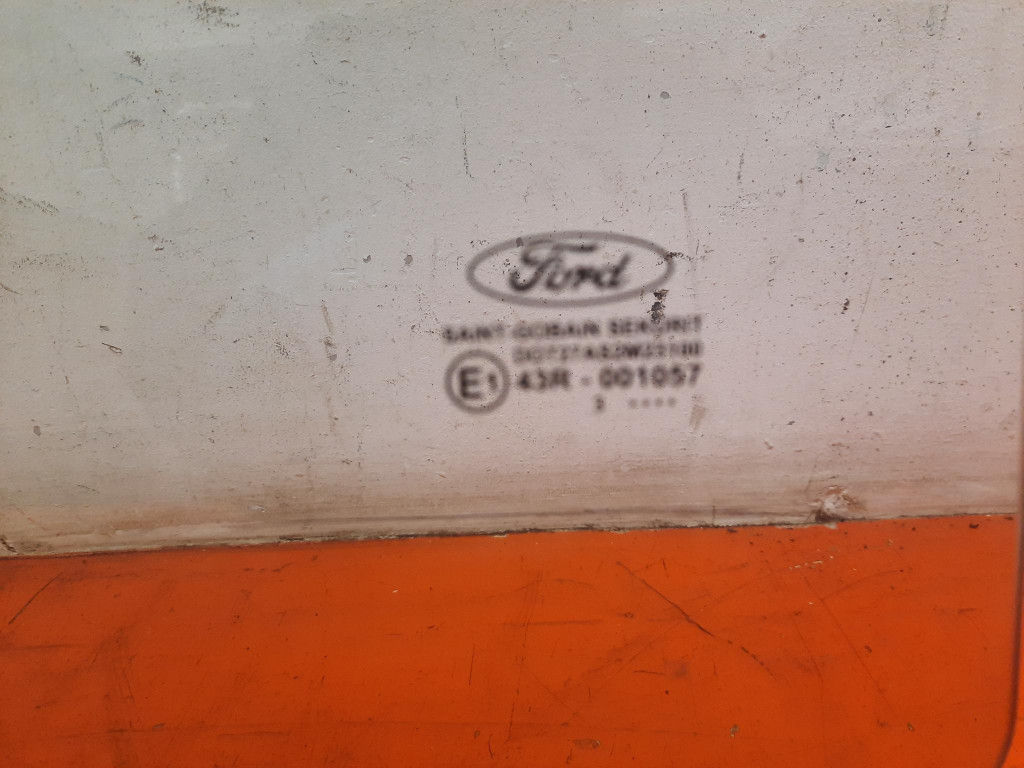 Ford
SAINT-GOBAIN SEKURIT
E1 43R - 001057